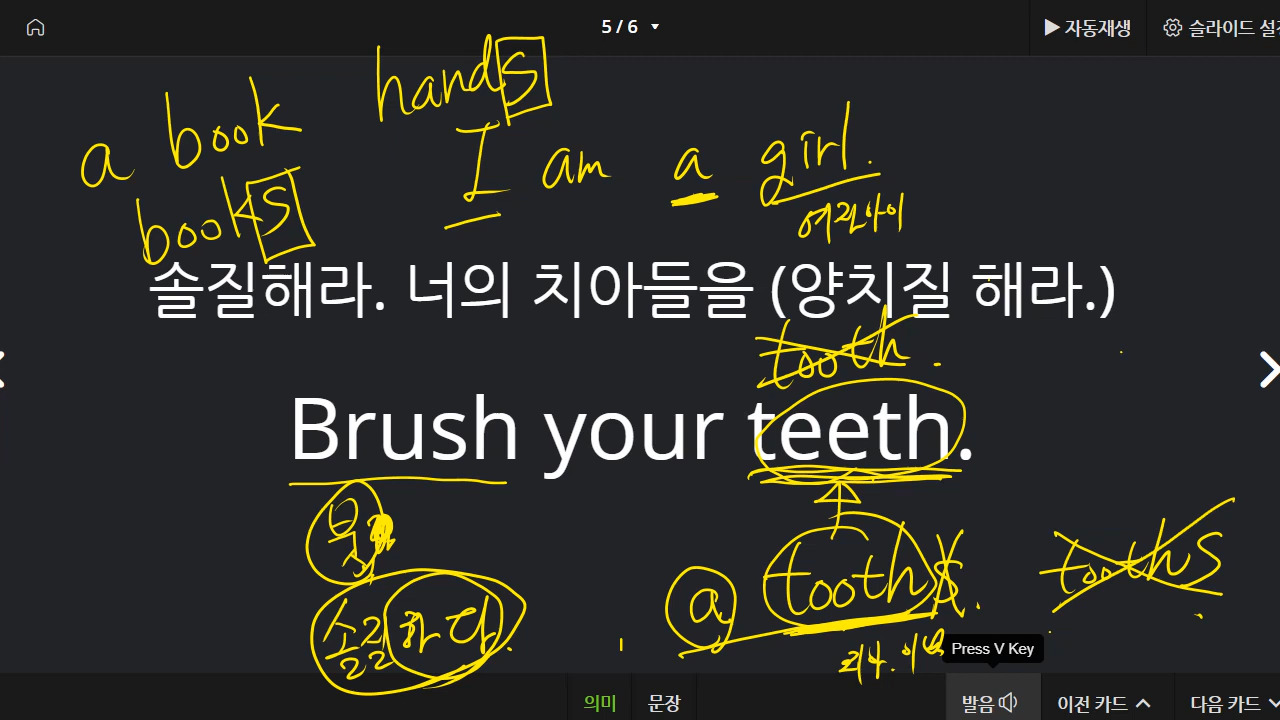 5 / 6
자동재생
슬라이드 설정
hands
a book
I am a girl.
books
여자아이
솔질해라. 너의 치아들을 (양치질 해라.)
tooth.
Brush your teeth.
붓
a tooths.
tooths
솔질하다.
Press V Key
의미
문장
발음
이전 카드
다음 카드